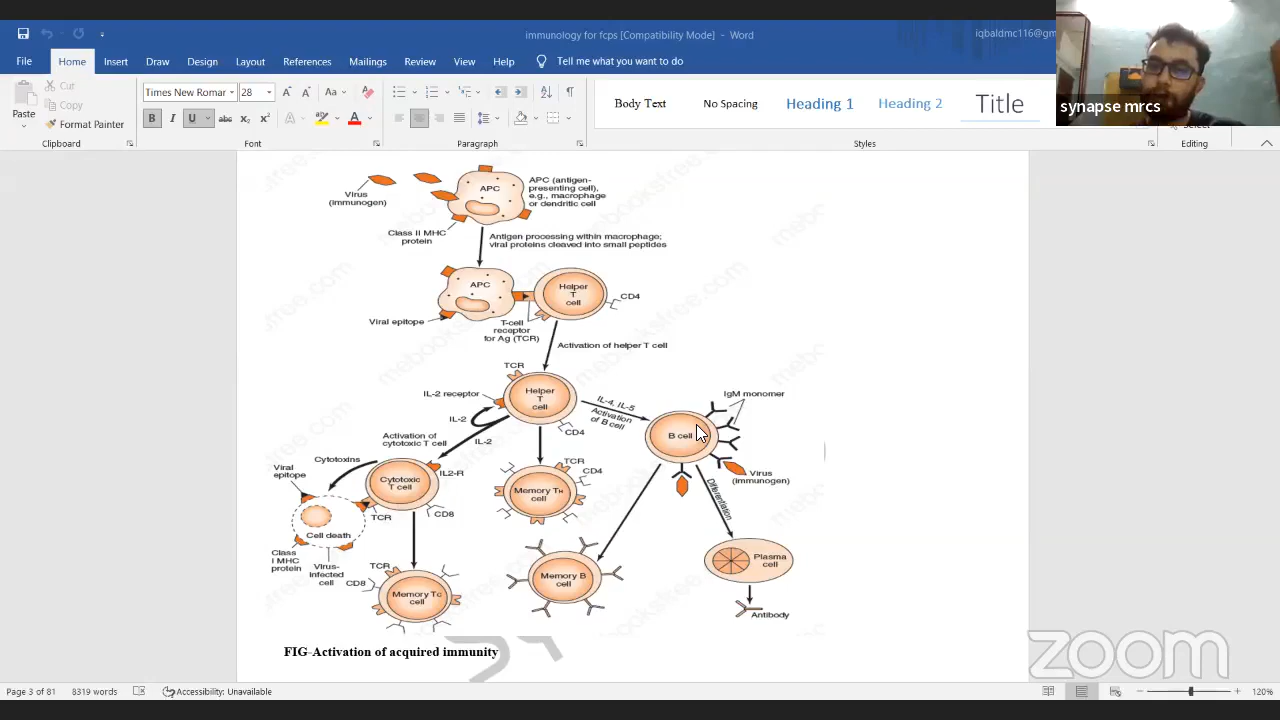 immunology for fcps [Compatibility Mode] - Word
iqbaldmc116@gm
File Home Insert Draw Design Layout References Mailings Review View Help Tell me what you want to do
Paste
Cut
Copy
Format Painter
Clipboard
Times New Roman 28
Aa
B I U abc x₂ x²
Font
Paragraph
Body Text No Spacing Heading 1 Heading 2 Title
Styles
Editing
synapse mrcs
Virus
(immunogen)
APC
APC (antigen-
presenting cell),
e.g., macrophage
or dendritic cell
Class II MHC
protein
Antigen processing within macrophage;
viral proteins cleaved into small peptides
APC
Helper
T
cell
CD4
Viral epitope
T-cell
receptor
for Ag (TCR)
Activation of helper T cell
TCR
IL-2 receptor
Helper
T
cell
IL-2
CD4
IL-4, IL-5
Activation
of B cell
IgM monomer
B cell
Virus
(immunogen)
Activation of
cytotoxic T cell
IL-2
Cytotoxins
Viral
epitope
Cytotoxic
T cell
IL2-R
TCR
CD8
Cell death
Class
I MHC
protein
Virus-
infected
cell
TCR
CD4
Memory TH
cell
Differentiation
Plasma
cell
Antibody
Memory B
cell
TCR
CD8
Memory TC
cell
mebooksfree.com
FIG-Activation of acquired immunity
zoom
Page 3 of 81 8319 words Accessibility: Unavailable
120%